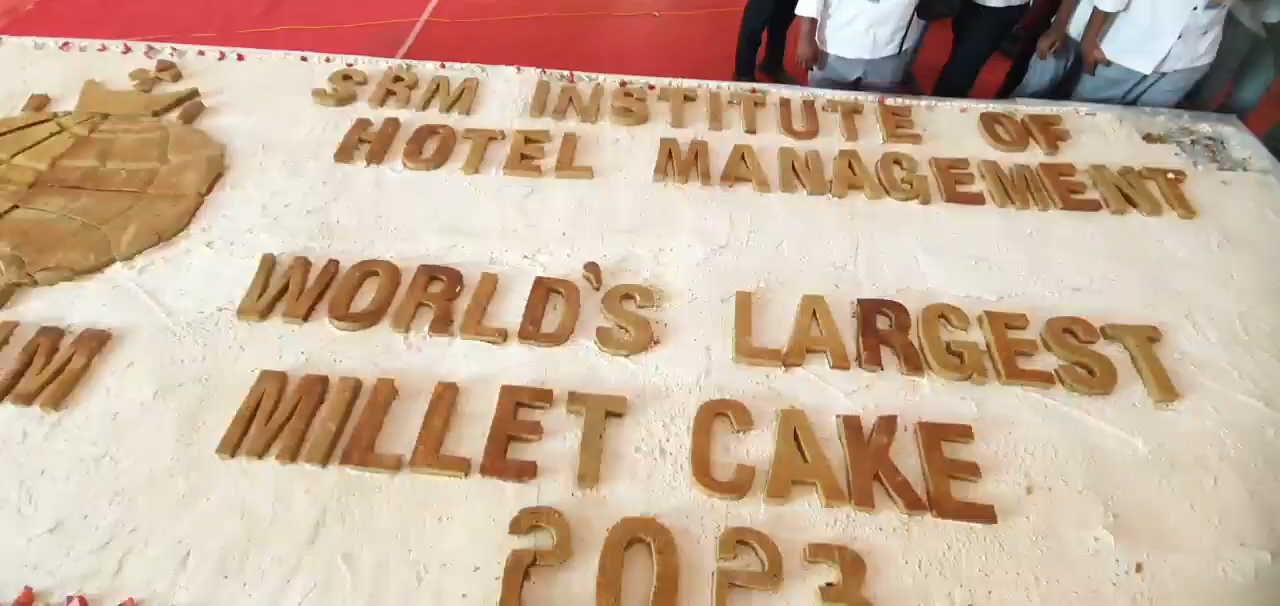 SRM INSTITUTE OF
HOTEL MANAGEMENT
WORLD'S LARGEST
MILLET CAKE
2023